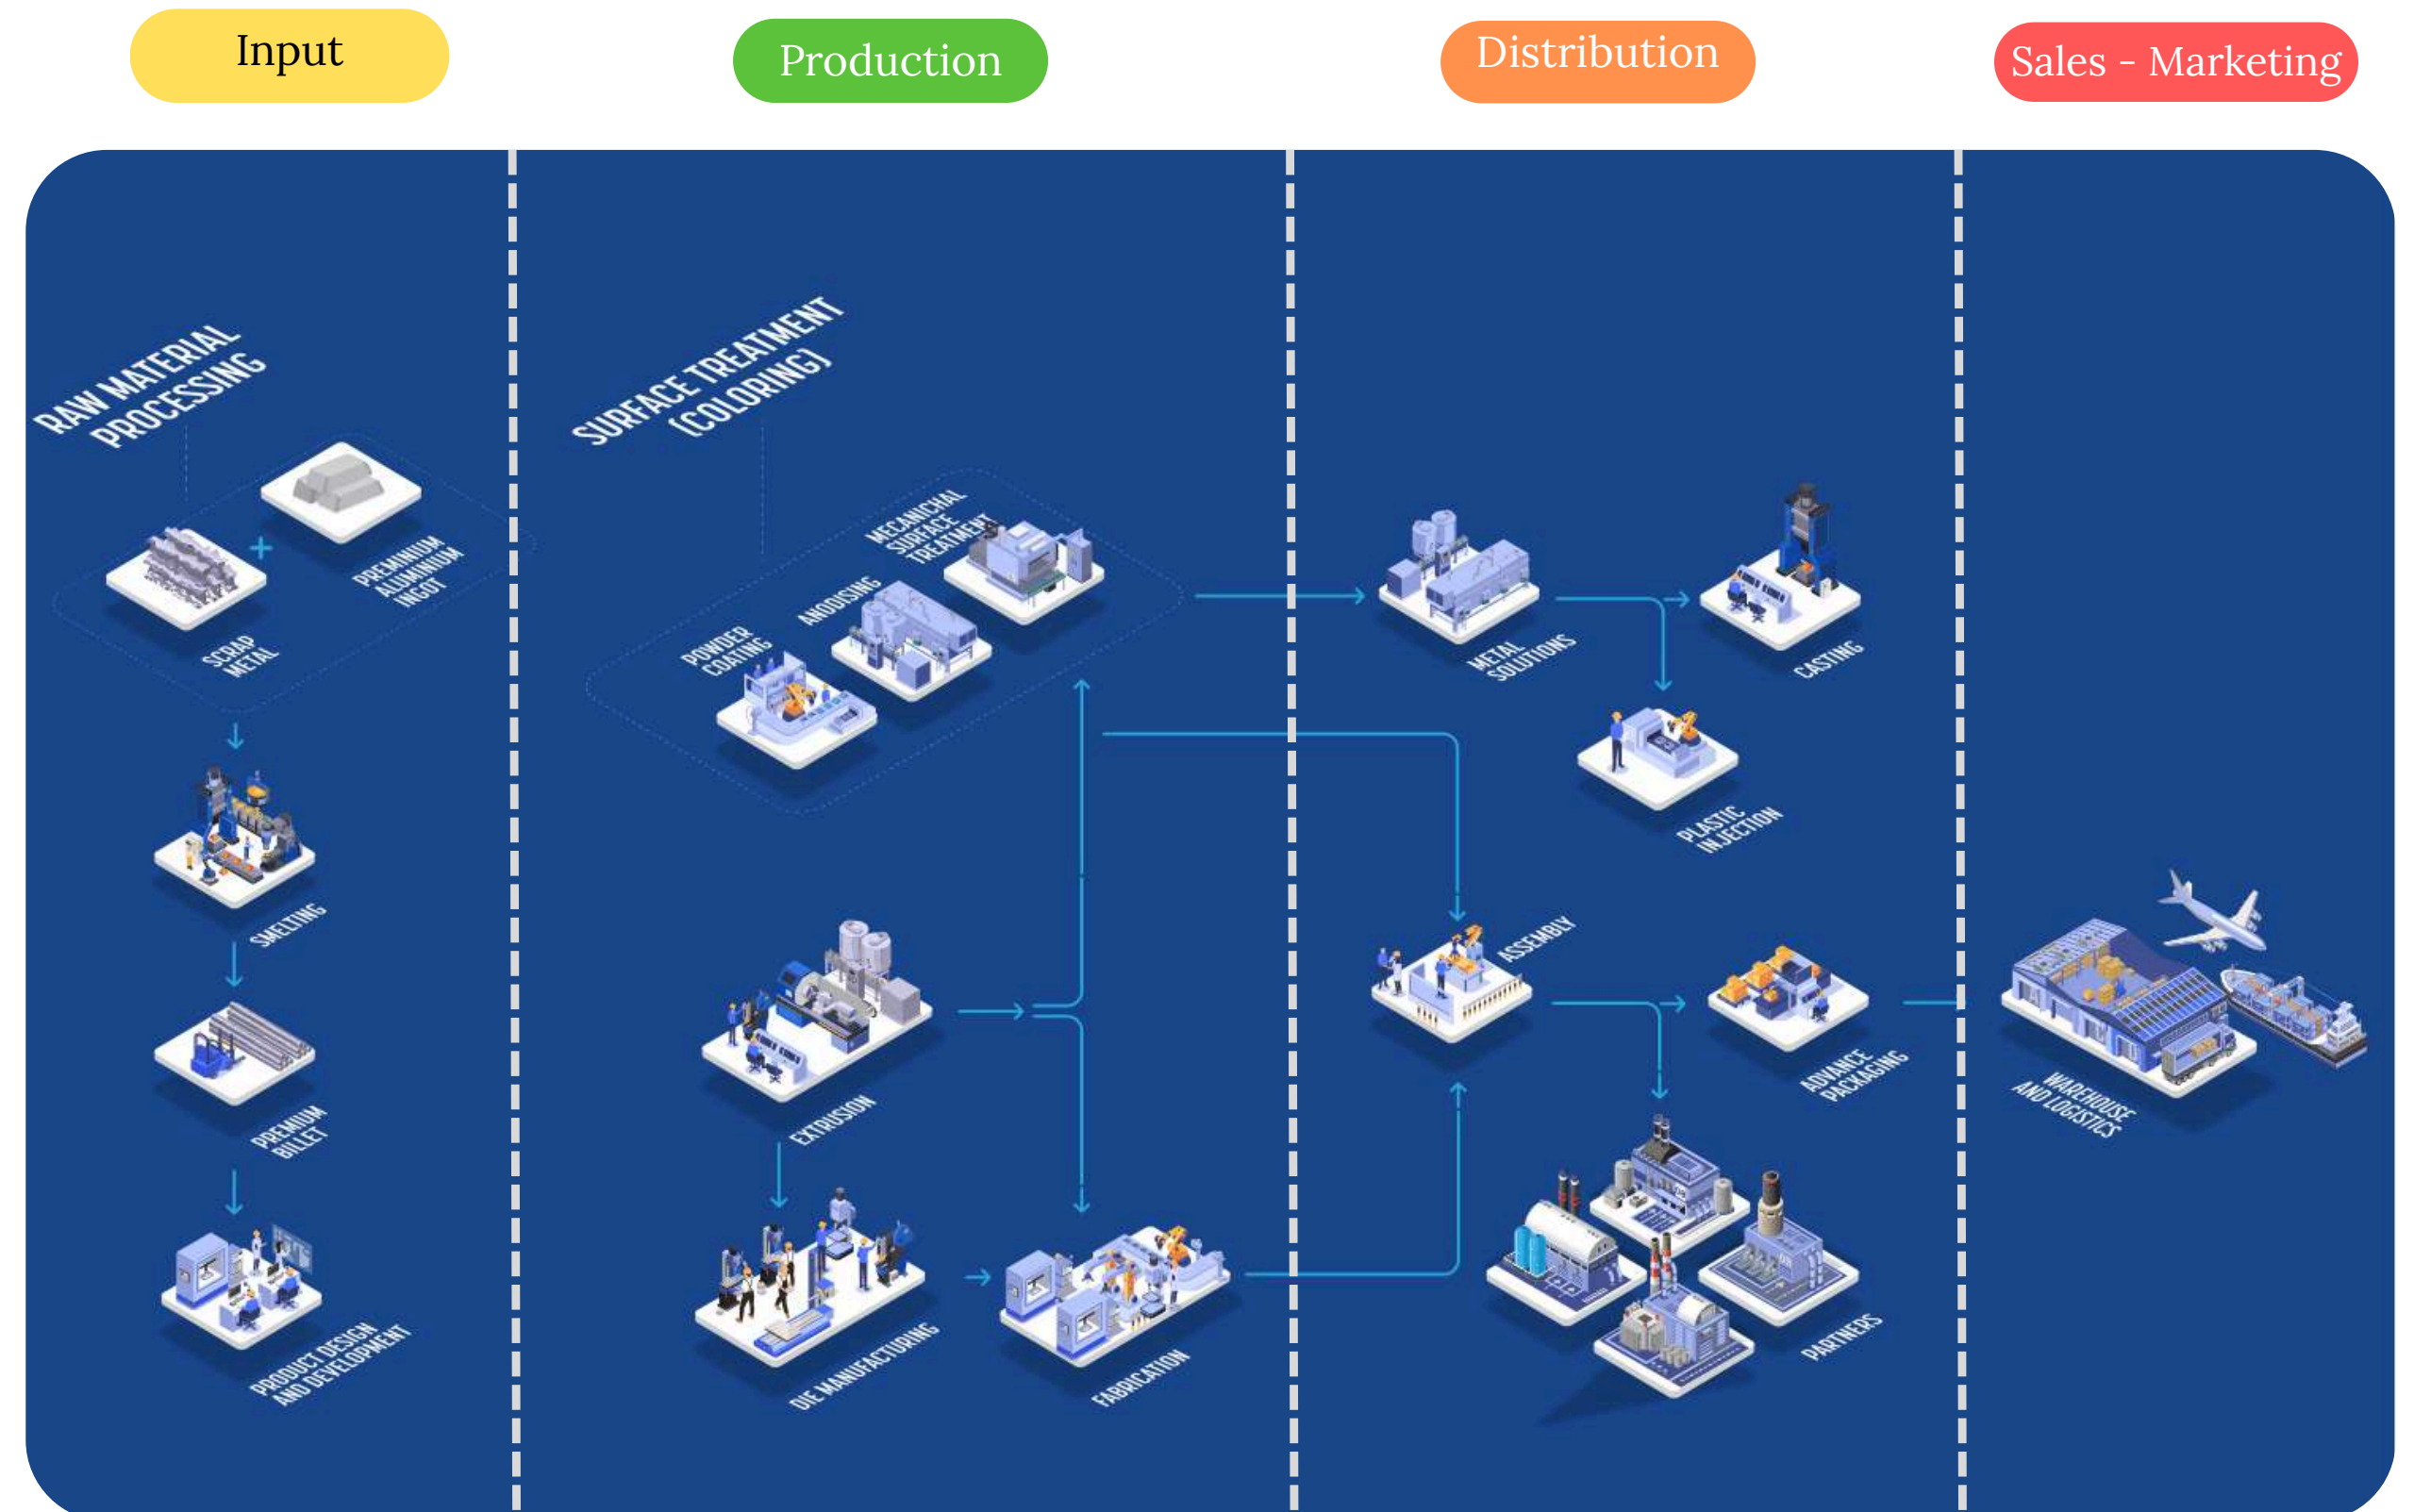 Input
Production
Distribution
Sales - Marketing
RAW MATERIAL
PROCESSING
PREMINIUM
ALUMINIUM
INGOT
SCRAP
METAL
SMELTING
PREMIUM
BILLET
PRODUCT DESIGN
AND DEVELOPMENT
SURFACE TREATMENT
(COLORING)
MECANICHAL
SURFACE
TREATMENT
ANODISING
POWDER
COATING
EXTRUSION
DIE MANUFACTURING
FABRICATION
METAL
SOLUTIONS
CASTING
PLASTIC
INJECTION
ASSEMBLY
ADVANCE
PACKAGING
PARTNERS
WAREHOUSE
AND LOGISTICS